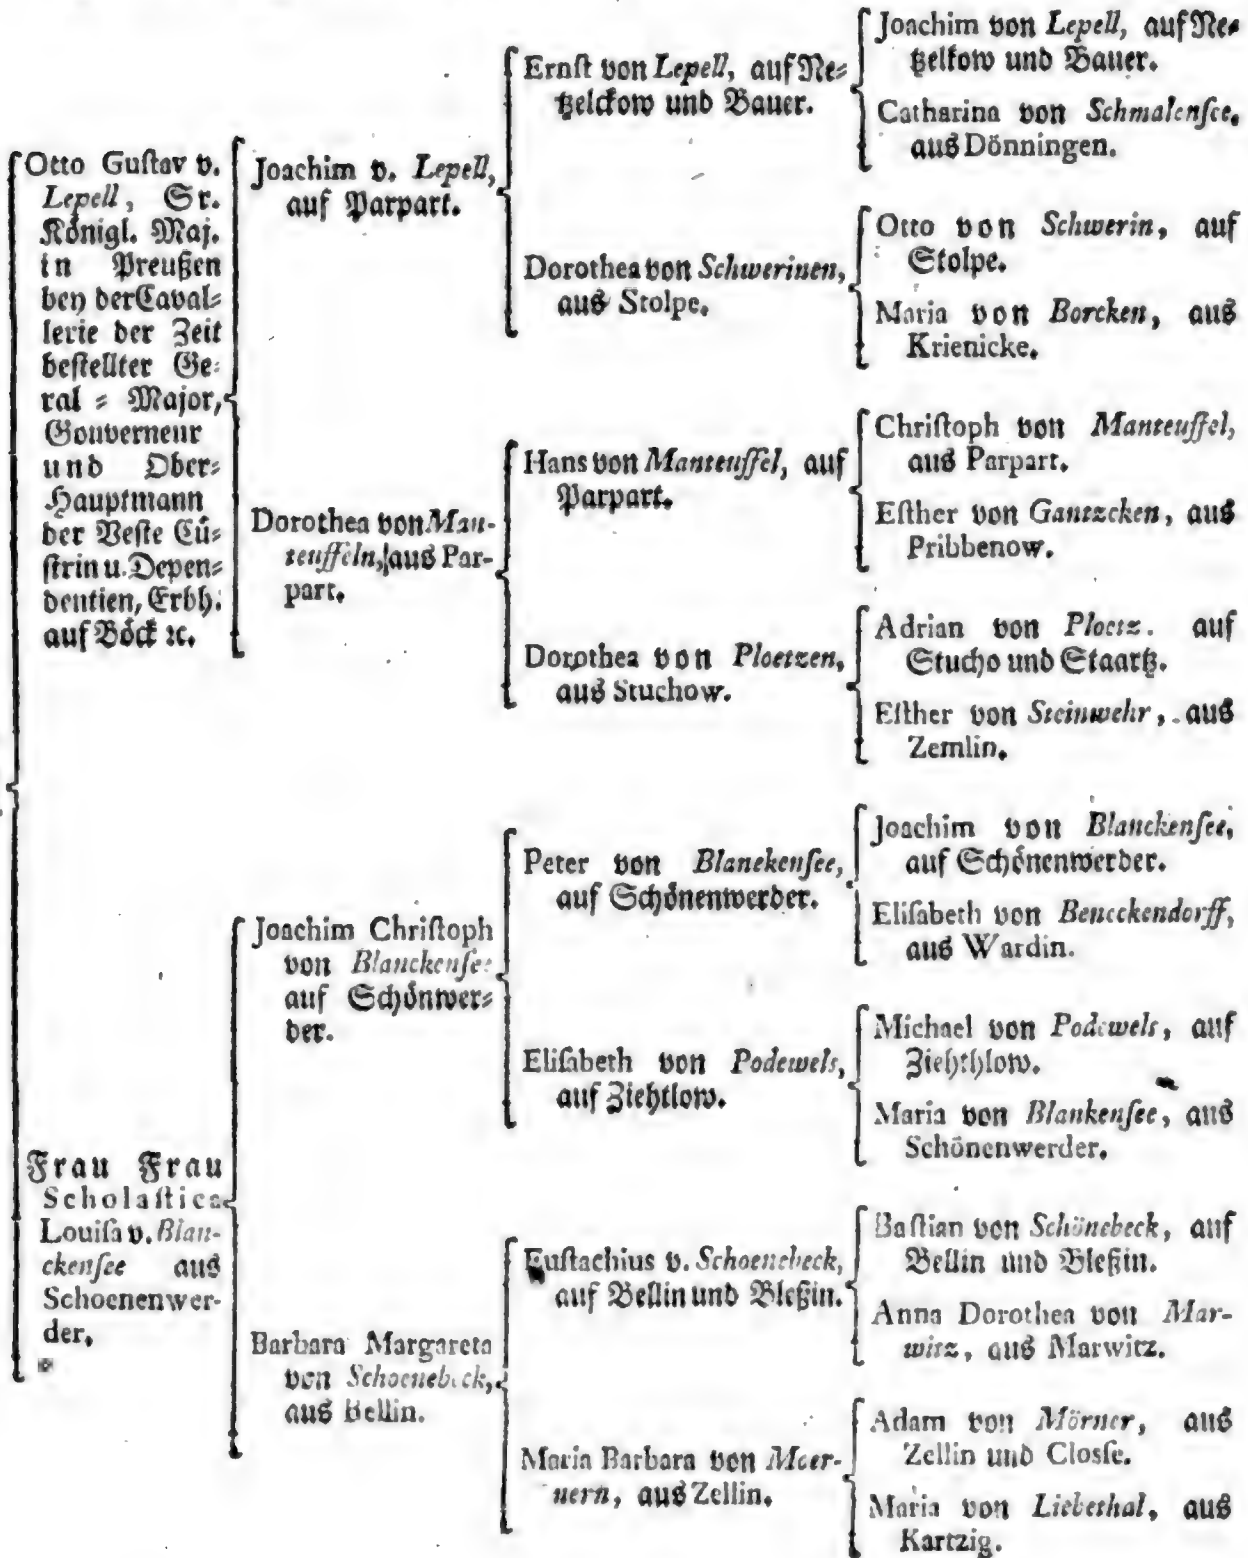 Otto Gustav v.
Lepell, Sr.
Königl. Maj.
in Preußen
bey der Caval-
lerie der Zeit
bestellter Ge-
ral-Major,
Gouverneur
und Ober-
Hauptmann
der Veste Cü-
strin u. Depen-
dentien, Erbh.
auf Böck ꝛc.
Frau Frau
Scholastica
Louisa v. Blan-
ckensee aus
Schoenenwer-
der.
Joachim v. Lepell,
auf Parpart.
Dorothea von Man-
teuffeln, aus Par-
part.
Joachim Christoph
von Blanckensee
auf Schönwer-
der.
Barbara Margareta
von Schoenebeck,
aus Bellin.
Ernst von Lepell, auf Ne-
tzelckow und Bauer.
Dorothea von Schwerinen,
aus Stolpe.
Hans von Manteuffel, auf
Parpart.
Dorothea von Ploetzen,
aus Stuchow.
Peter von Blanckensee,
auf Schönenwerder.
Elisabeth von Podewels,
auf Ziehtlow.
Eustachius v. Schoenebeck,
auf Bellin und Bleßin.
Maria Barbara von Moer-
nern, aus Zellin.
Joachim von Lepell, auf Ne-
tzelkow und Bauer.
Catharina von Schmalensee,
aus Dönningen.
Otto von Schwerin, auf
Stolpe.
Maria von Borcken, aus
Krienicke.
Christoph von Manteuffel,
aus Parpart.
Esther von Gantzcken, aus
Pribbenow.
Adrian von Ploetz. auf
Stucho und Staartz.
Esther von Steinwehr, aus
Zemlin.
Joachim von Blanckensee,
auf Schönenwerder.
Elisabeth von Beneckendorff,
aus Wardin.
Michael von Podewels, auf
Ziehthlow.
Maria von Blankensee, aus
Schönenwerder.
Bastian von Schönebeck, auf
Bellin und Bleßin.
Anna Dorothea von Mar-
witz, aus Marwitz.
Adam von Mörner, aus
Zellin und Closse.
Maria von Liebethal, aus
Kartzig.